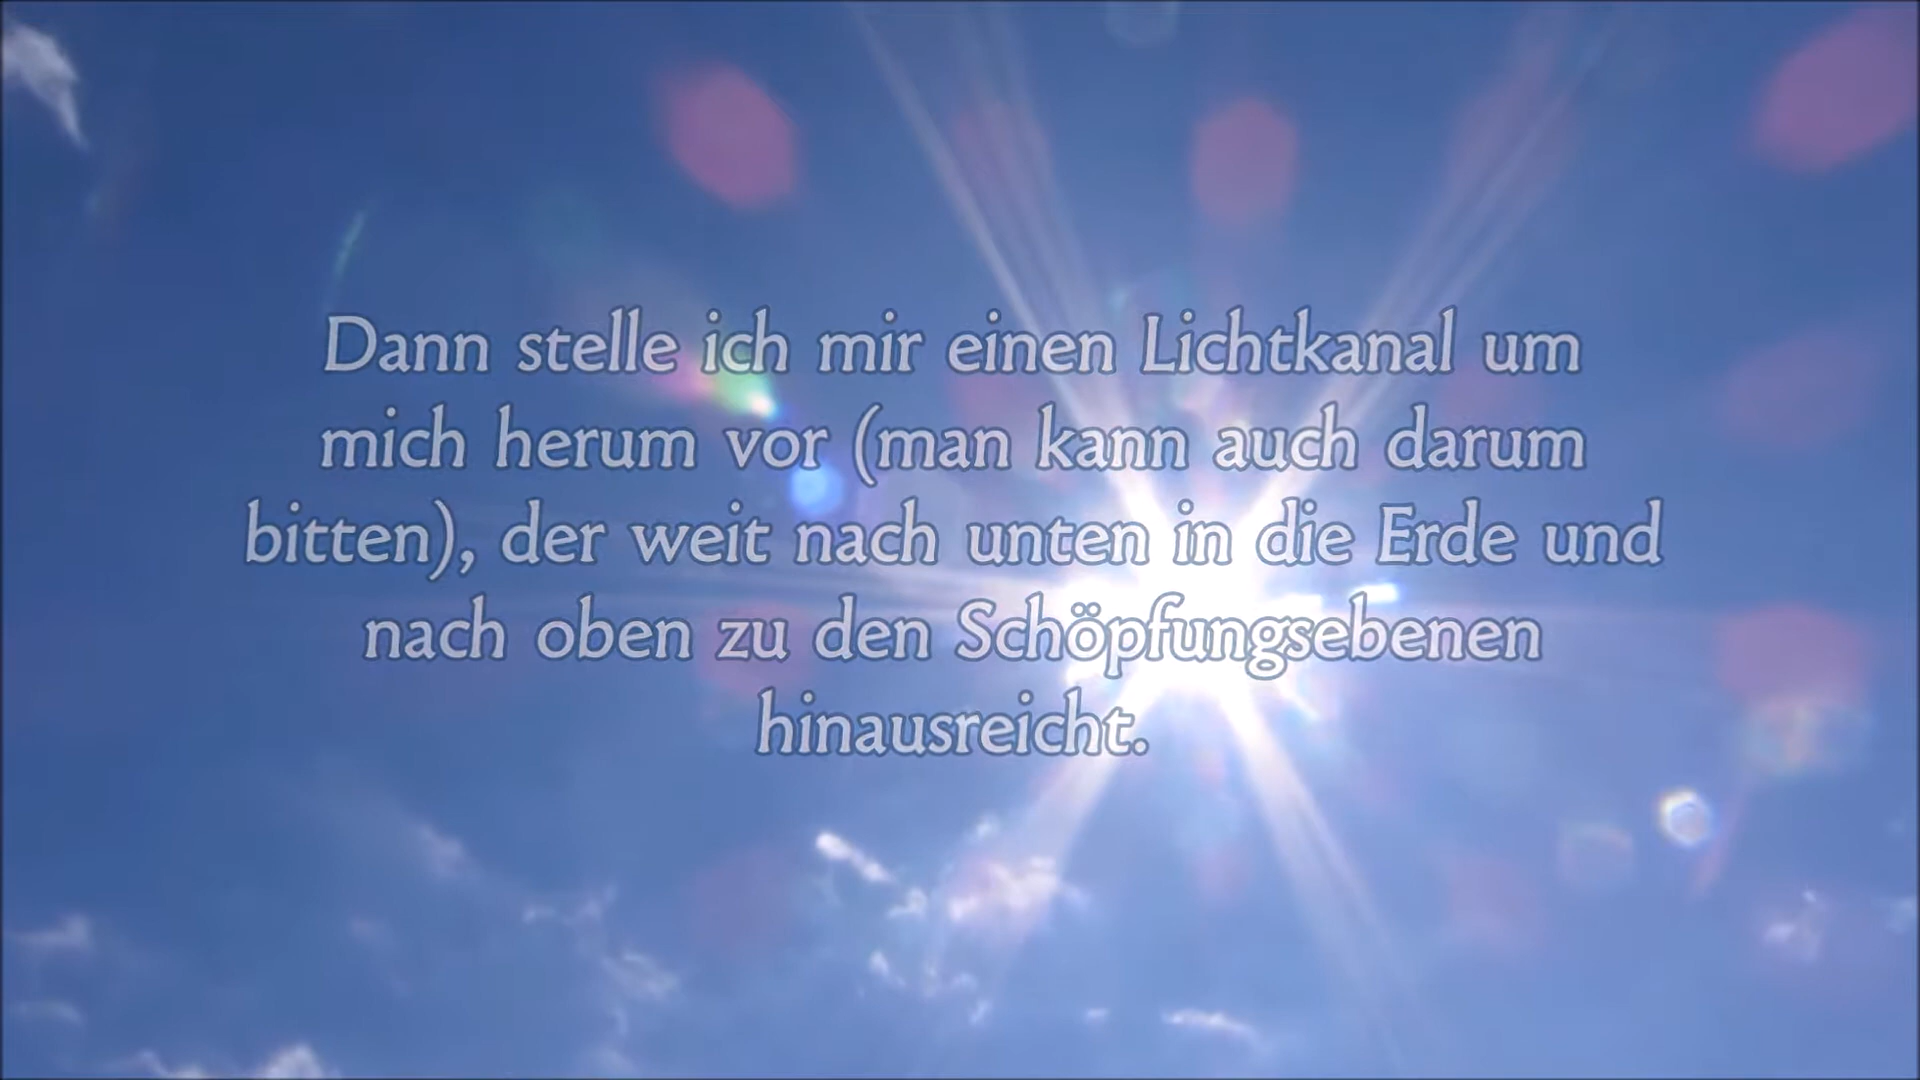 Dann stelle ich mir einen Lichtkanal um
mich herum vor (man kann auch darum
bitten), der weit nach unten in die Erde und
nach oben zu den Schöpfungsebenen
hinausreicht.